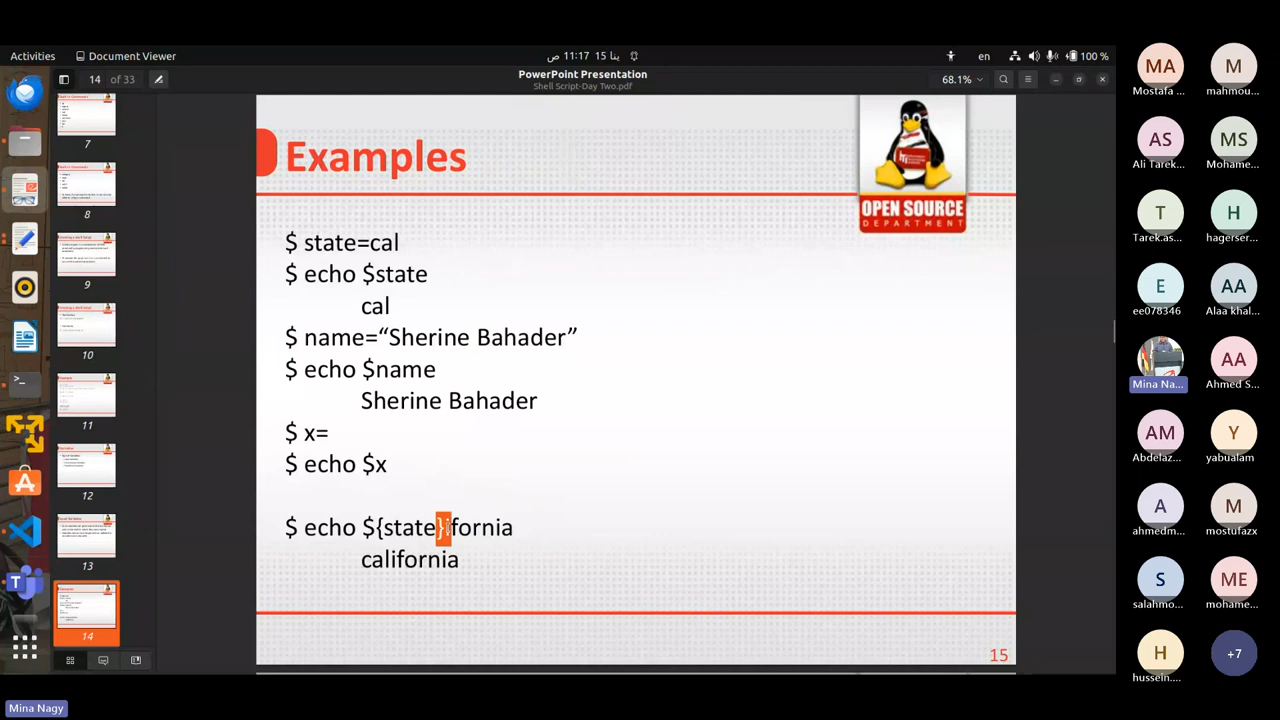 Activities
Document Viewer
ص 11:17 15 ينا
en
100 %
14 of 33
PowerPoint Presentation
Shell Script-Day Two.pdf
68.1%
7
8
9
10
11
12
13
14
Examples
OPEN SOURCE
DEPARTMENT
$ state=cal
$ echo $state
cal
$ name=“Sherine Bahader”
$ echo $name
Sherine Bahader
$ x=
$ echo $x
$ echo ${state}ifornia
california
15
MA
Mostafa ...
M
mahmou...
AS
Ali Tarek...
MS
Mohame...
T
Tarek.as...
H
hagerser...
E
ee078346
AA
Alaa khal...
Mina Na...
AA
Ahmed S...
AM
Abdelaz...
Y
yabualam
A
ahmedm...
M
mostufazx
S
salahmo...
ME
mohame...
H
hussein....
+7
Mina Nagy